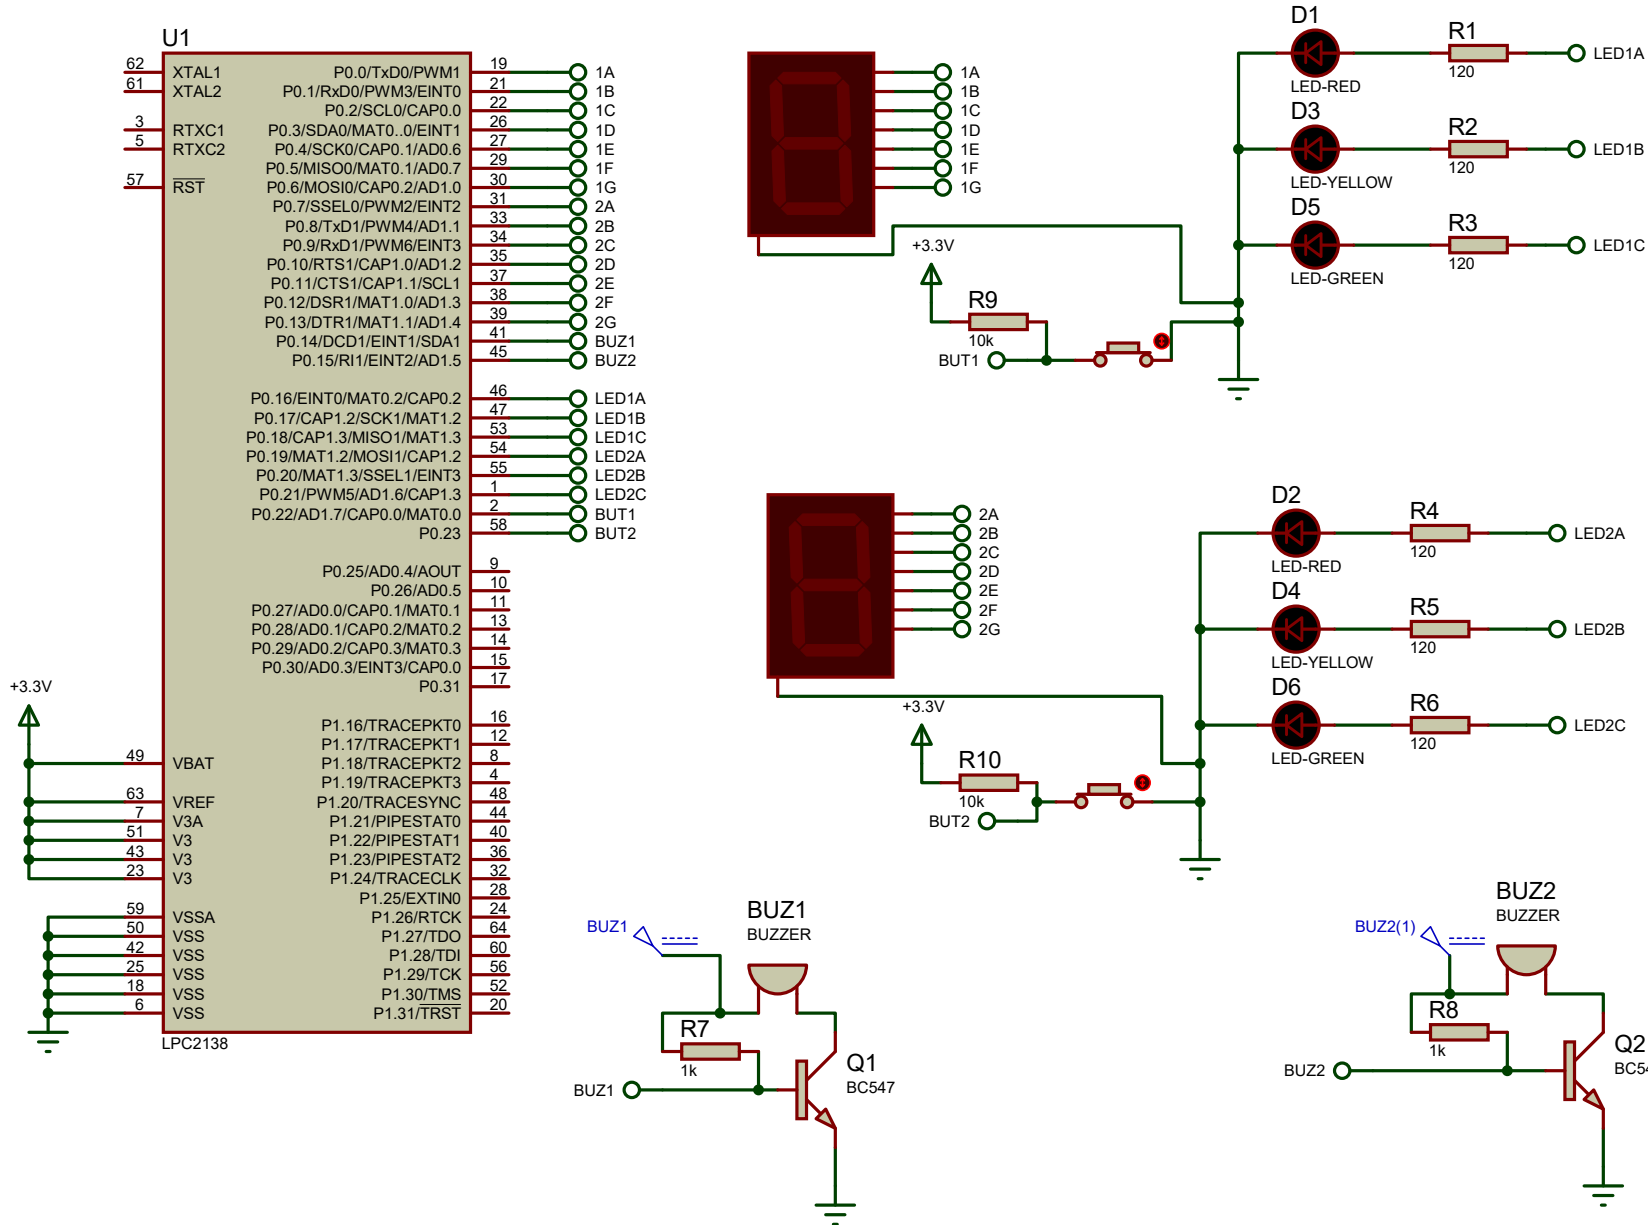 U1
62 XTAL1 P0.0/TxD0/PWM1 19 1A
61 XTAL2 P0.1/RxD0/PWM3/EINT0 21 1B
P0.2/SCL0/CAP0.0 22 1C
3 RTXC1 P0.3/SDA0/MAT0..0/EINT1 26 1D
5 RTXC2 P0.4/SCK0/CAP0.1/AD0.6 27 1E
P0.5/MISO0/MAT0.1/AD0.7 29 1F
57 RST P0.6/MOSI0/CAP0.2/AD1.0 30 1G
P0.7/SSEL0/PWM2/EINT2 31 2A
P0.8/TxD1/PWM4/AD1.1 33 2B
P0.9/RxD1/PWM6/EINT3 34 2C
P0.10/RTS1/CAP1.0/AD1.2 35 2D
P0.11/CTS1/CAP1.1/SCL1 37 2E
P0.12/DSR1/MAT1.0/AD1.3 38 2F
P0.13/DTR1/MAT1.1/AD1.4 39 2G
P0.14/DCD1/EINT1/SDA1 41 BUZ1
P0.15/RI1/EINT2/AD1.5 45 BUZ2
P0.16/EINT0/MAT0.2/CAP0.2 46 LED1A
P0.17/CAP1.2/SCK1/MAT1.2 47 LED1B
P0.18/CAP1.3/MISO1/MAT1.3 53 LED1C
P0.19/MAT1.2/MOSI1/CAP1.2 54 LED2A
P0.20/MAT1.3/SSEL1/EINT3 55 LED2B
P0.21/PWM5/AD1.6/CAP1.3 1 LED2C
P0.22/AD1.7/CAP0.0/MAT0.0 2 BUT1
P0.23 58 BUT2
P0.25/AD0.4/AOUT 9
P0.26/AD0.5 10
P0.27/AD0.0/CAP0.1/MAT0.1 11
P0.28/AD0.1/CAP0.2/MAT0.2 13
P0.29/AD0.2/CAP0.3/MAT0.3 14
P0.30/AD0.3/EINT3/CAP0.0 15
P0.31 17
+3.3V
P1.16/TRACEPKT0 16
P1.17/TRACEPKT1 12
49 VBAT P1.18/TRACEPKT2 8
P1.19/TRACEPKT3 4
63 VREF P1.20/TRACESYNC 48
7 V3A P1.21/PIPESTAT0 44
51 V3 P1.22/PIPESTAT1 40
43 V3 P1.23/PIPESTAT2 36
23 V3 P1.24/TRACECLK 32
P1.25/EXTIN0 28
59 VSSA P1.26/RTCK 24
50 VSS P1.27/TDO 64
42 VSS P1.28/TDI 60
25 VSS P1.29/TCK 56
18 VSS P1.30/TMS 52
6 VSS P1.31/TRST 20
LPC2138
1A
1B
1C
1D
1E
1F
1G
+3.3V
R9
10k
BUT1
D1
LED-RED
R1
120
LED1A
D3
LED-YELLOW
R2
120
LED1B
D5
LED-GREEN
R3
120
LED1C
2A
2B
2C
2D
2E
2F
2G
+3.3V
R10
10k
BUT2
D2
LED-RED
R4
120
LED2A
D4
LED-YELLOW
R5
120
LED2B
D6
LED-GREEN
R6
120
LED2C
BUZ1
BUZ1
BUZZER
R7
1k
BUZ1
Q1
BC547
BUZ2(1)
BUZ2
BUZZER
R8
1k
BUZ2
Q2